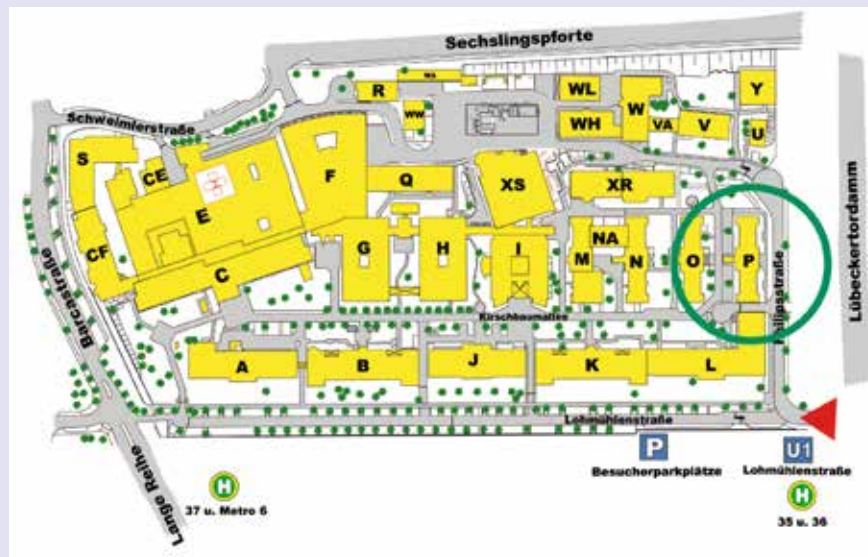 Sechslingspforte
Schweimlerstraße
Barcastraße
Lange Reihe
Lübeckertordamm
Philipsstraße
Kirschbaumallee
Lohmühlenstraße
R
WW
WL
WH
W
VA
V
Y
U
S
CE
CF
E
F
Q
XS
XR
C
G
H
I
M
NA
N
O
P
A
B
J
K
L
P
Besucherparkplätze
U1
Lohmühlenstraße
H
35 u. 36
H
37 u. Metro 6